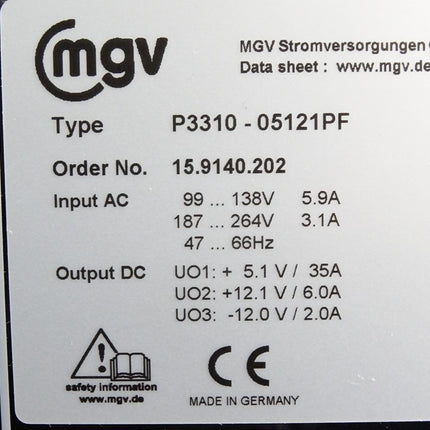 mgv
MGV Stromversorgungen
Data sheet : www.mgv.de
Type P3310 - 05121PF
Order No. 15.9140.202
Input AC 99 ... 138V 5.9A
187 ... 264V 3.1A
47 ... 66Hz
Output DC UO1: + 5.1 V / 35A
UO2: +12.1 V / 6.0A
UO3: -12.0 V / 2.0A
safety information
www.mgv.de
CE
MADE IN GERMANY